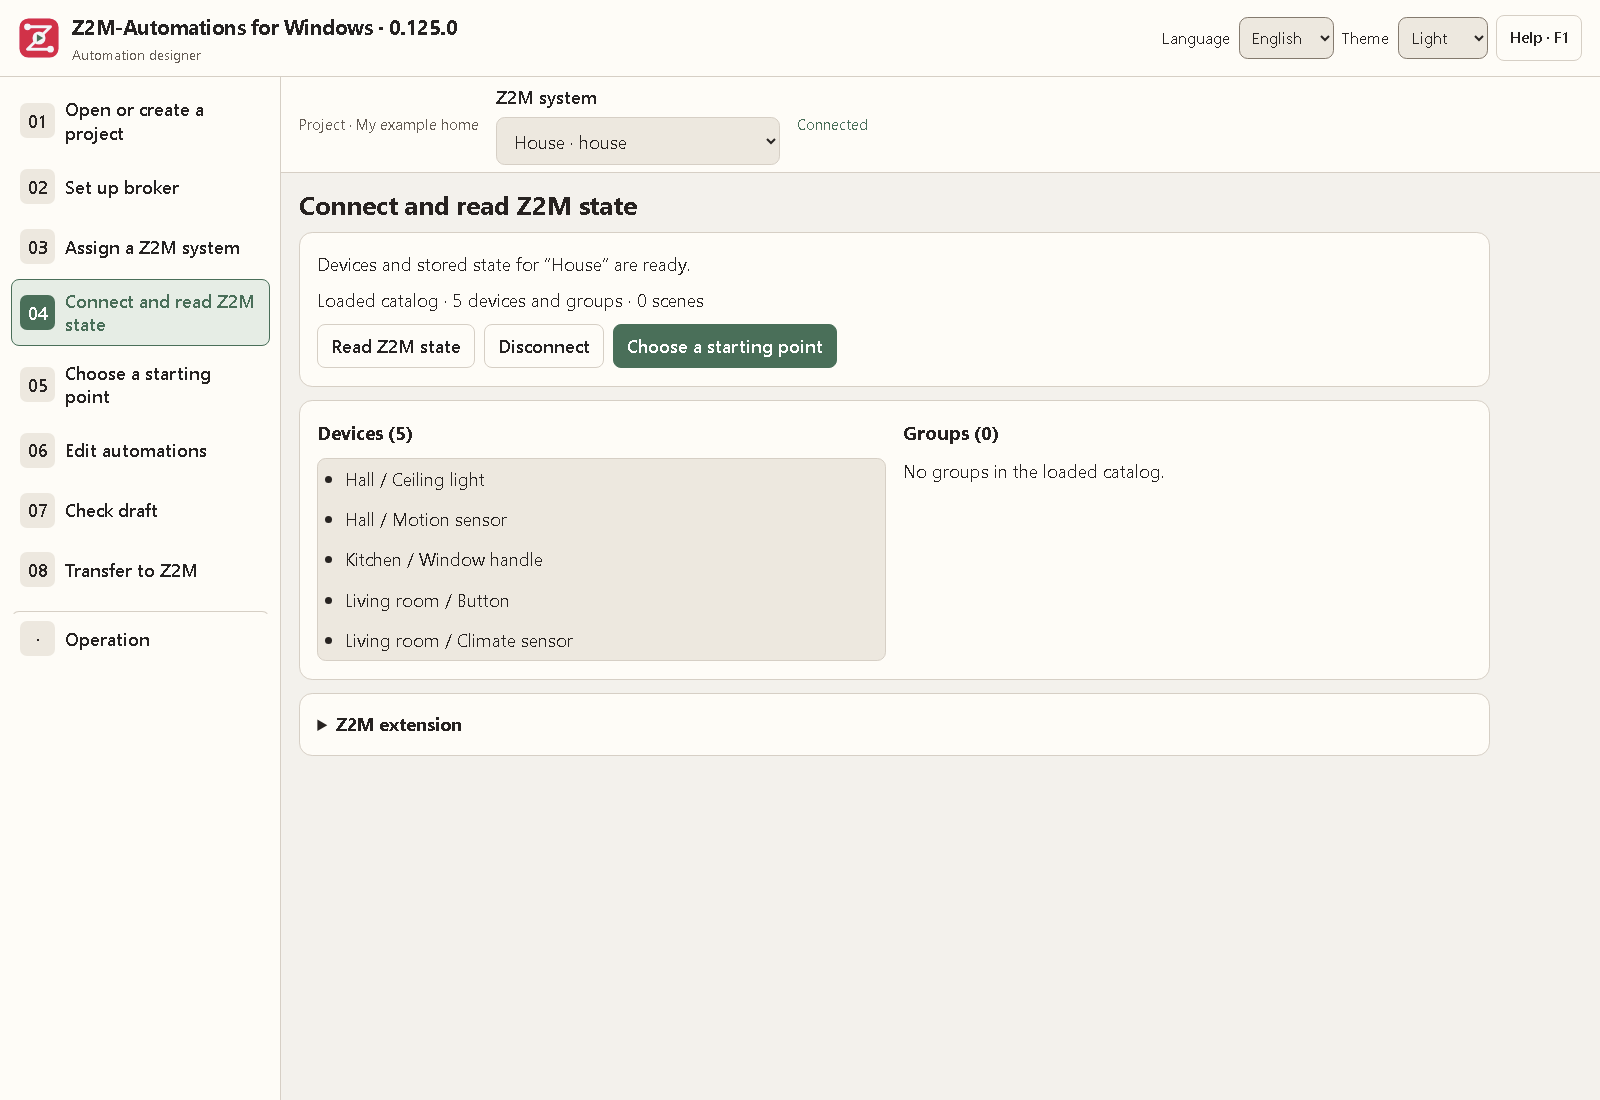 Z2M-Automations for Windows · 0.125.0
Automation designer
Language
English
Theme
Light
Help · F1
01
Open or create a
project
02
Set up broker
03
Assign a Z2M system
04
Connect and read Z2M
state
05
Choose a starting
point
06
Edit automations
07
Check draft
08
Transfer to Z2M
·
Operation
Project · My example home
Z2M system
House · house
Connected
Connect and read Z2M state
Devices and stored state for “House” are ready.
Loaded catalog · 5 devices and groups · 0 scenes
Read Z2M state
Disconnect
Choose a starting point
Devices (5)
Hall / Ceiling light
Hall / Motion sensor
Kitchen / Window handle
Living room / Button
Living room / Climate sensor
Groups (0)
No groups in the loaded catalog.
Z2M extension